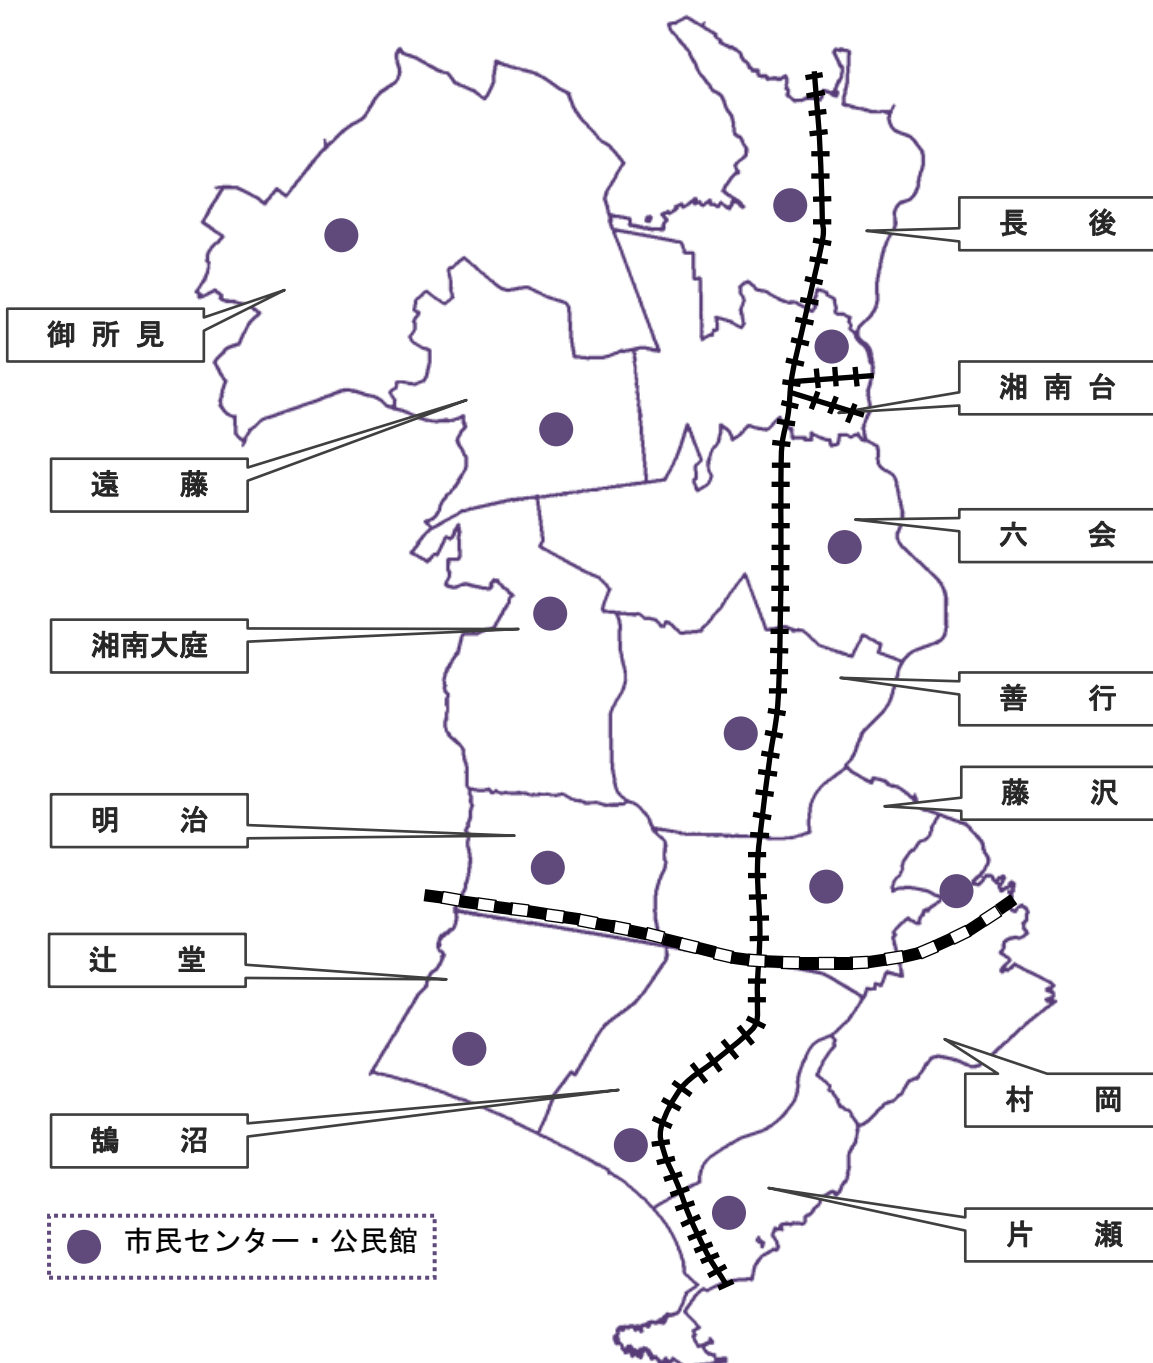 長後
御所見
湘南台
遠藤
六会
湘南大庭
善行
藤沢
明治
辻堂
村岡
鵠沼
片瀬
市民センター・公民館